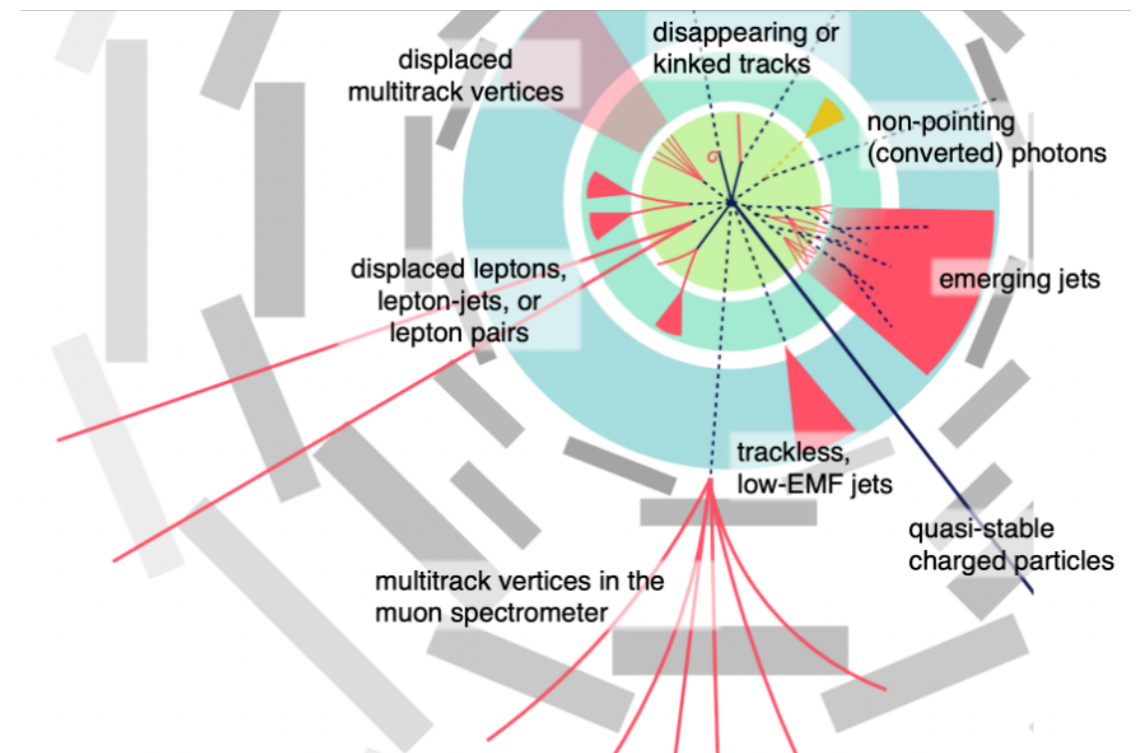 disappearing or
kinked tracks
displaced
multitrack vertices
non-pointing
(converted) photons
displaced leptons,
lepton-jets, or
lepton pairs
emerging jets
trackless,
low-EMF jets
quasi-stable
charged particles
multitrack vertices in the
muon spectrometer